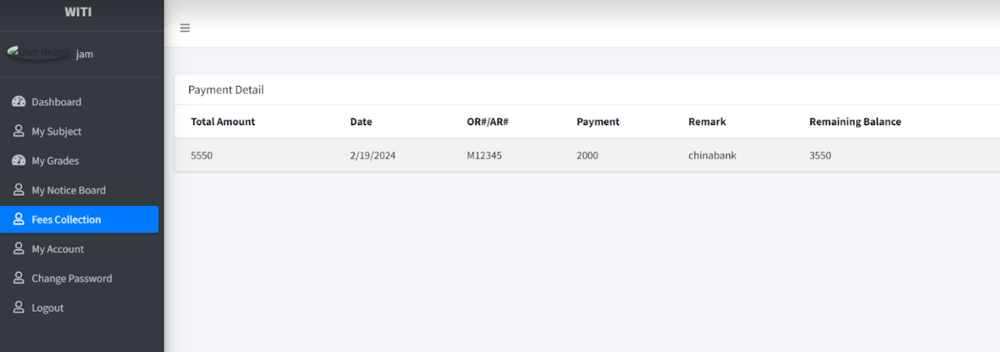 WITI
User Image jam
Dashboard
My Subject
My Grades
My Notice Board
Fees Collection
My Account
Change Password
Logout
Payment Detail
Total Amount Date OR#/AR# Payment Remark Remaining Balance
5550 2/19/2024 M12345 2000 chinabank 3550